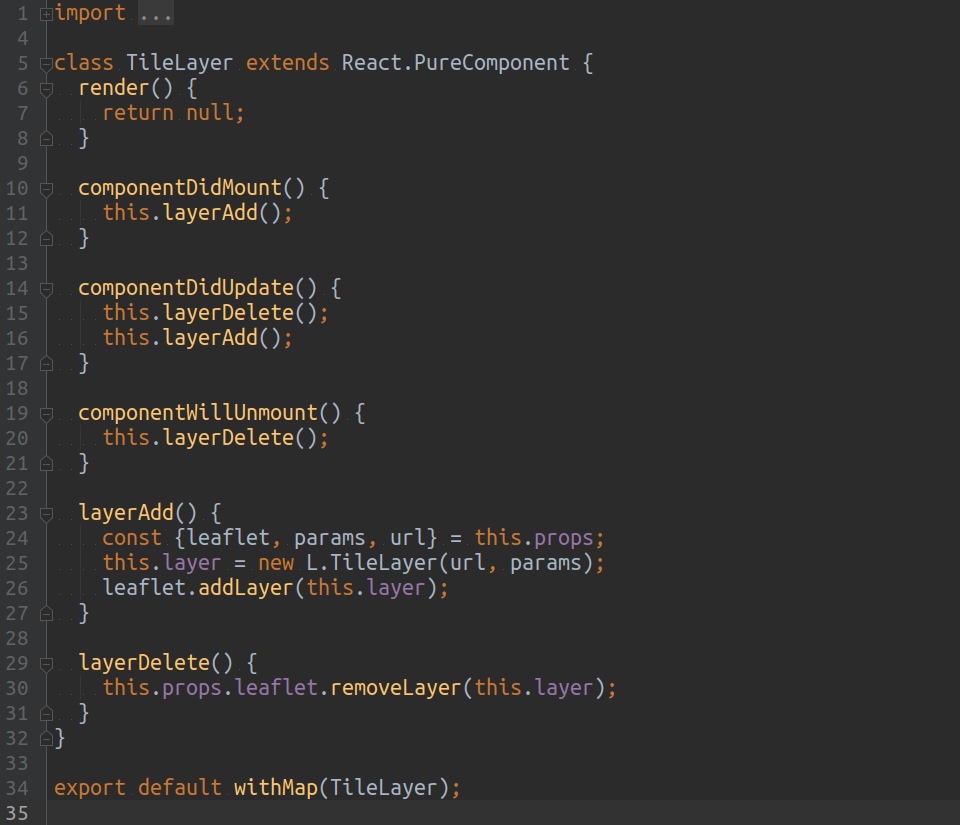 1 import ...
4
5 class TileLayer extends React.PureComponent {
6   render() {
7     return null;
8   }
9
10   componentDidMount() {
11     this.layerAdd();
12   }
13
14   componentDidUpdate() {
15     this.layerDelete();
16     this.layerAdd();
17   }
18
19   componentWillUnmount() {
20     this.layerDelete();
21   }
22
23   layerAdd() {
24     const {leaflet, params, url} = this.props;
25     this.layer = new L.TileLayer(url, params);
26     leaflet.addLayer(this.layer);
27   }
28
29   layerDelete() {
30     this.props.leaflet.removeLayer(this.layer);
31   }
32 }
33
34 export default withMap(TileLayer);
35